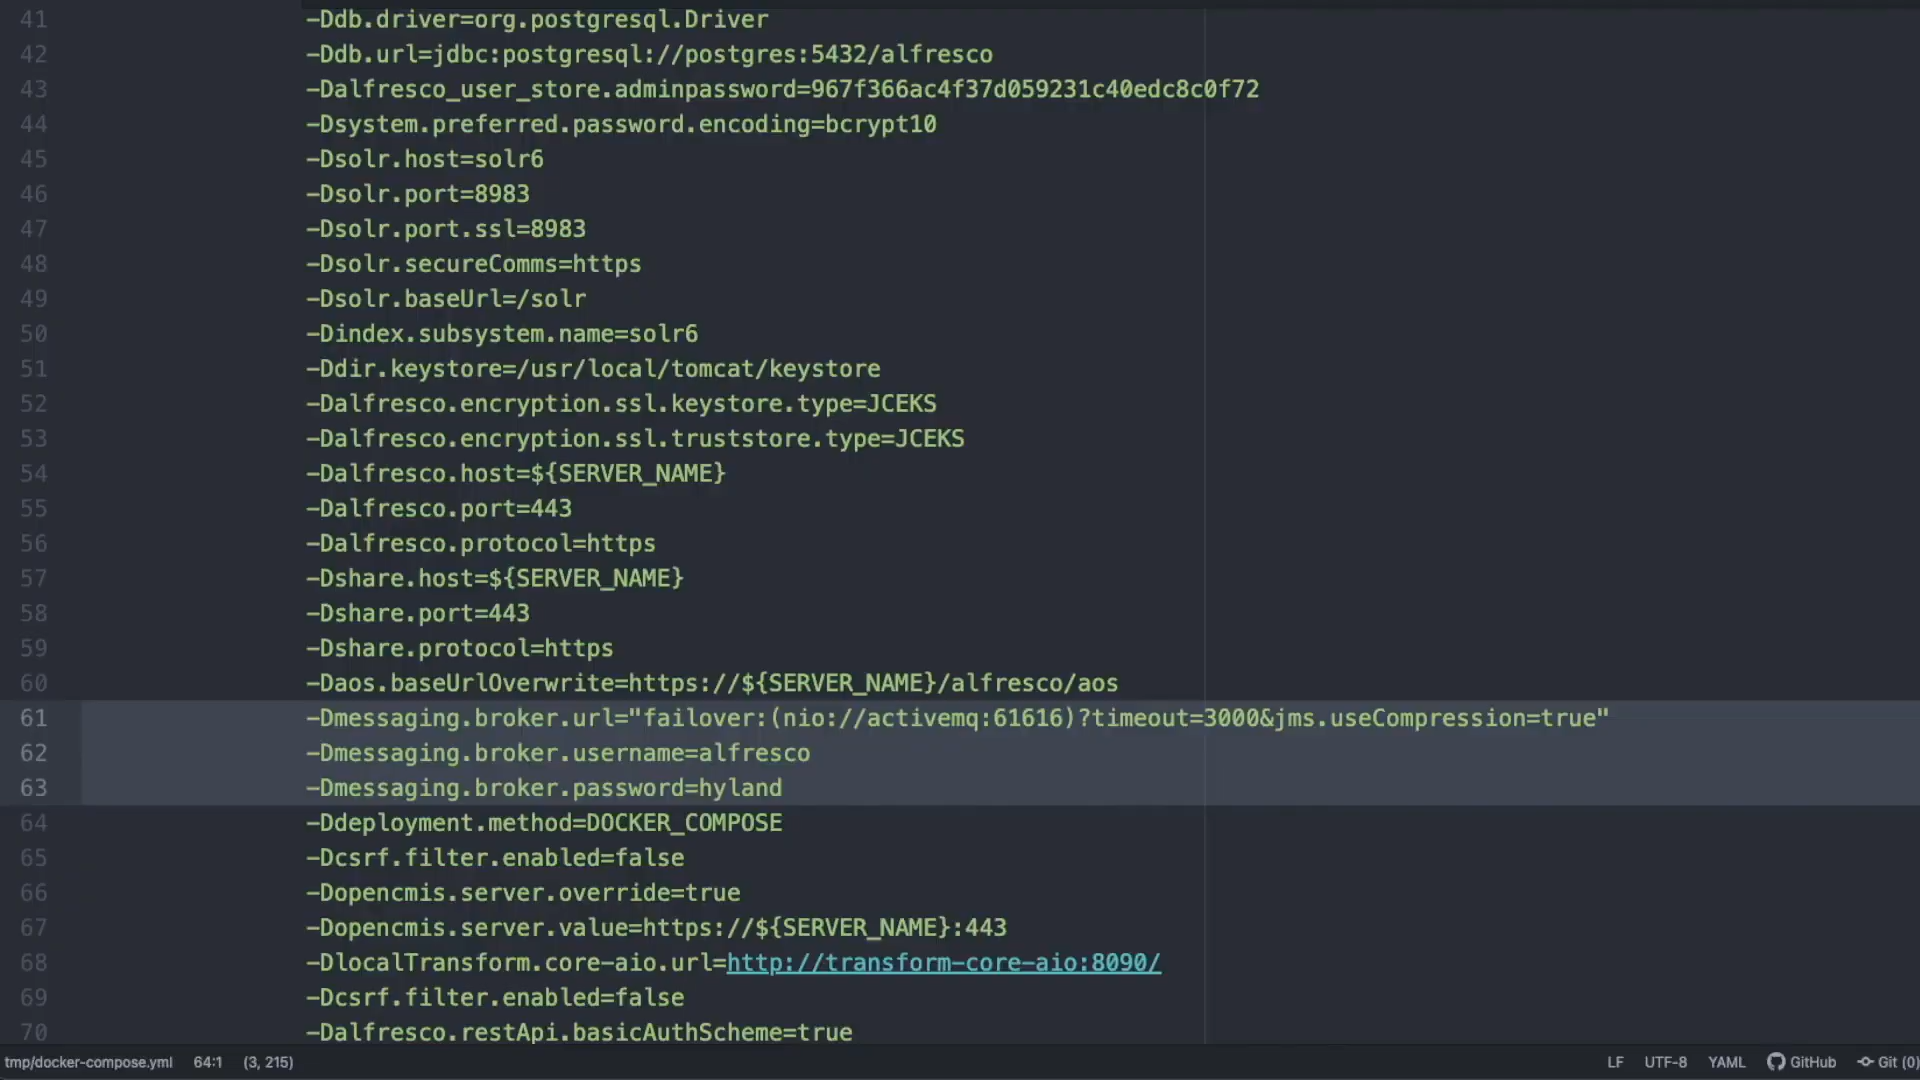 41 -Ddb.driver=org.postgresql.Driver
42 -Ddb.url=jdbc:postgresql://postgres:5432/alfresco
43 -Dalfresco_user_store.adminpassword=967f366ac4f37d059231c40edc8c0f72
44 -Dsystem.preferred.password.encoding=bcrypt10
45 -Dsolr.host=solr6
46 -Dsolr.port=8983
47 -Dsolr.port.ssl=8983
48 -Dsolr.secureComms=https
49 -Dsolr.baseUrl=/solr
50 -Dindex.subsystem.name=solr6
51 -Ddir.keystore=/usr/local/tomcat/keystore
52 -Dalfresco.encryption.ssl.keystore.type=JCEKS
53 -Dalfresco.encryption.ssl.truststore.type=JCEKS
54 -Dalfresco.host=${SERVER_NAME}
55 -Dalfresco.port=443
56 -Dalfresco.protocol=https
57 -Dshare.host=${SERVER_NAME}
58 -Dshare.port=443
59 -Dshare.protocol=https
60 -Daos.baseUrlOverwrite=https://${SERVER_NAME}/alfresco/aos
61 -Dmessaging.broker.url="failover:(nio://activemq:61616)?timeout=3000&jms.useCompression=true"
62 -Dmessaging.broker.username=alfresco
63 -Dmessaging.broker.password=hyland
64 -Ddeployment.method=DOCKER_COMPOSE
65 -Dcsrf.filter.enabled=false
66 -Dopencmis.server.override=true
67 -Dopencmis.server.value=https://${SERVER_NAME}:443
68 -DlocalTransform.core-aio.url=http://transform-core-aio:8090/
69 -Dcsrf.filter.enabled=false
70 -Dalfresco.restApi.basicAuthScheme=true
tmp/docker-compose.yml 64:1 (3, 215) LF UTF-8 YAML GitHub Git (0)